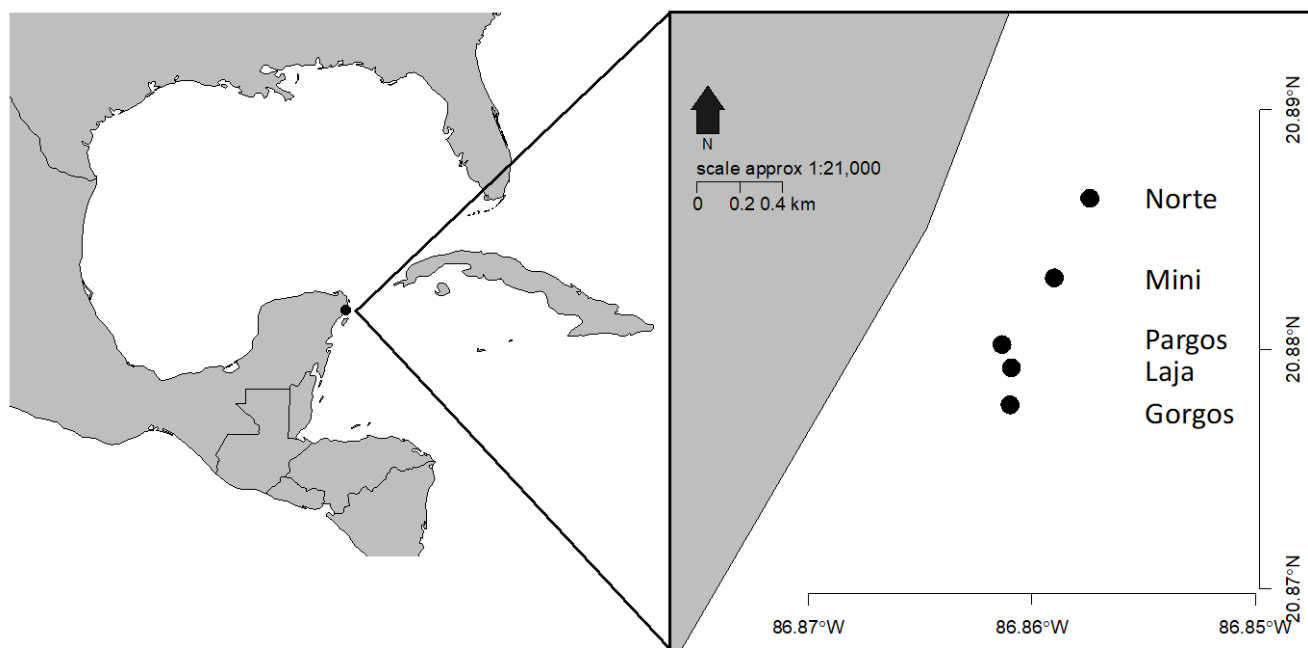 N
scale approx 1:21,000
0 0.2 0.4 km
Norte
Mini
Pargos
Laja
Gorgos
20.89°N
20.88°N
20.87°N
86.87°W 86.86°W 86.85°W